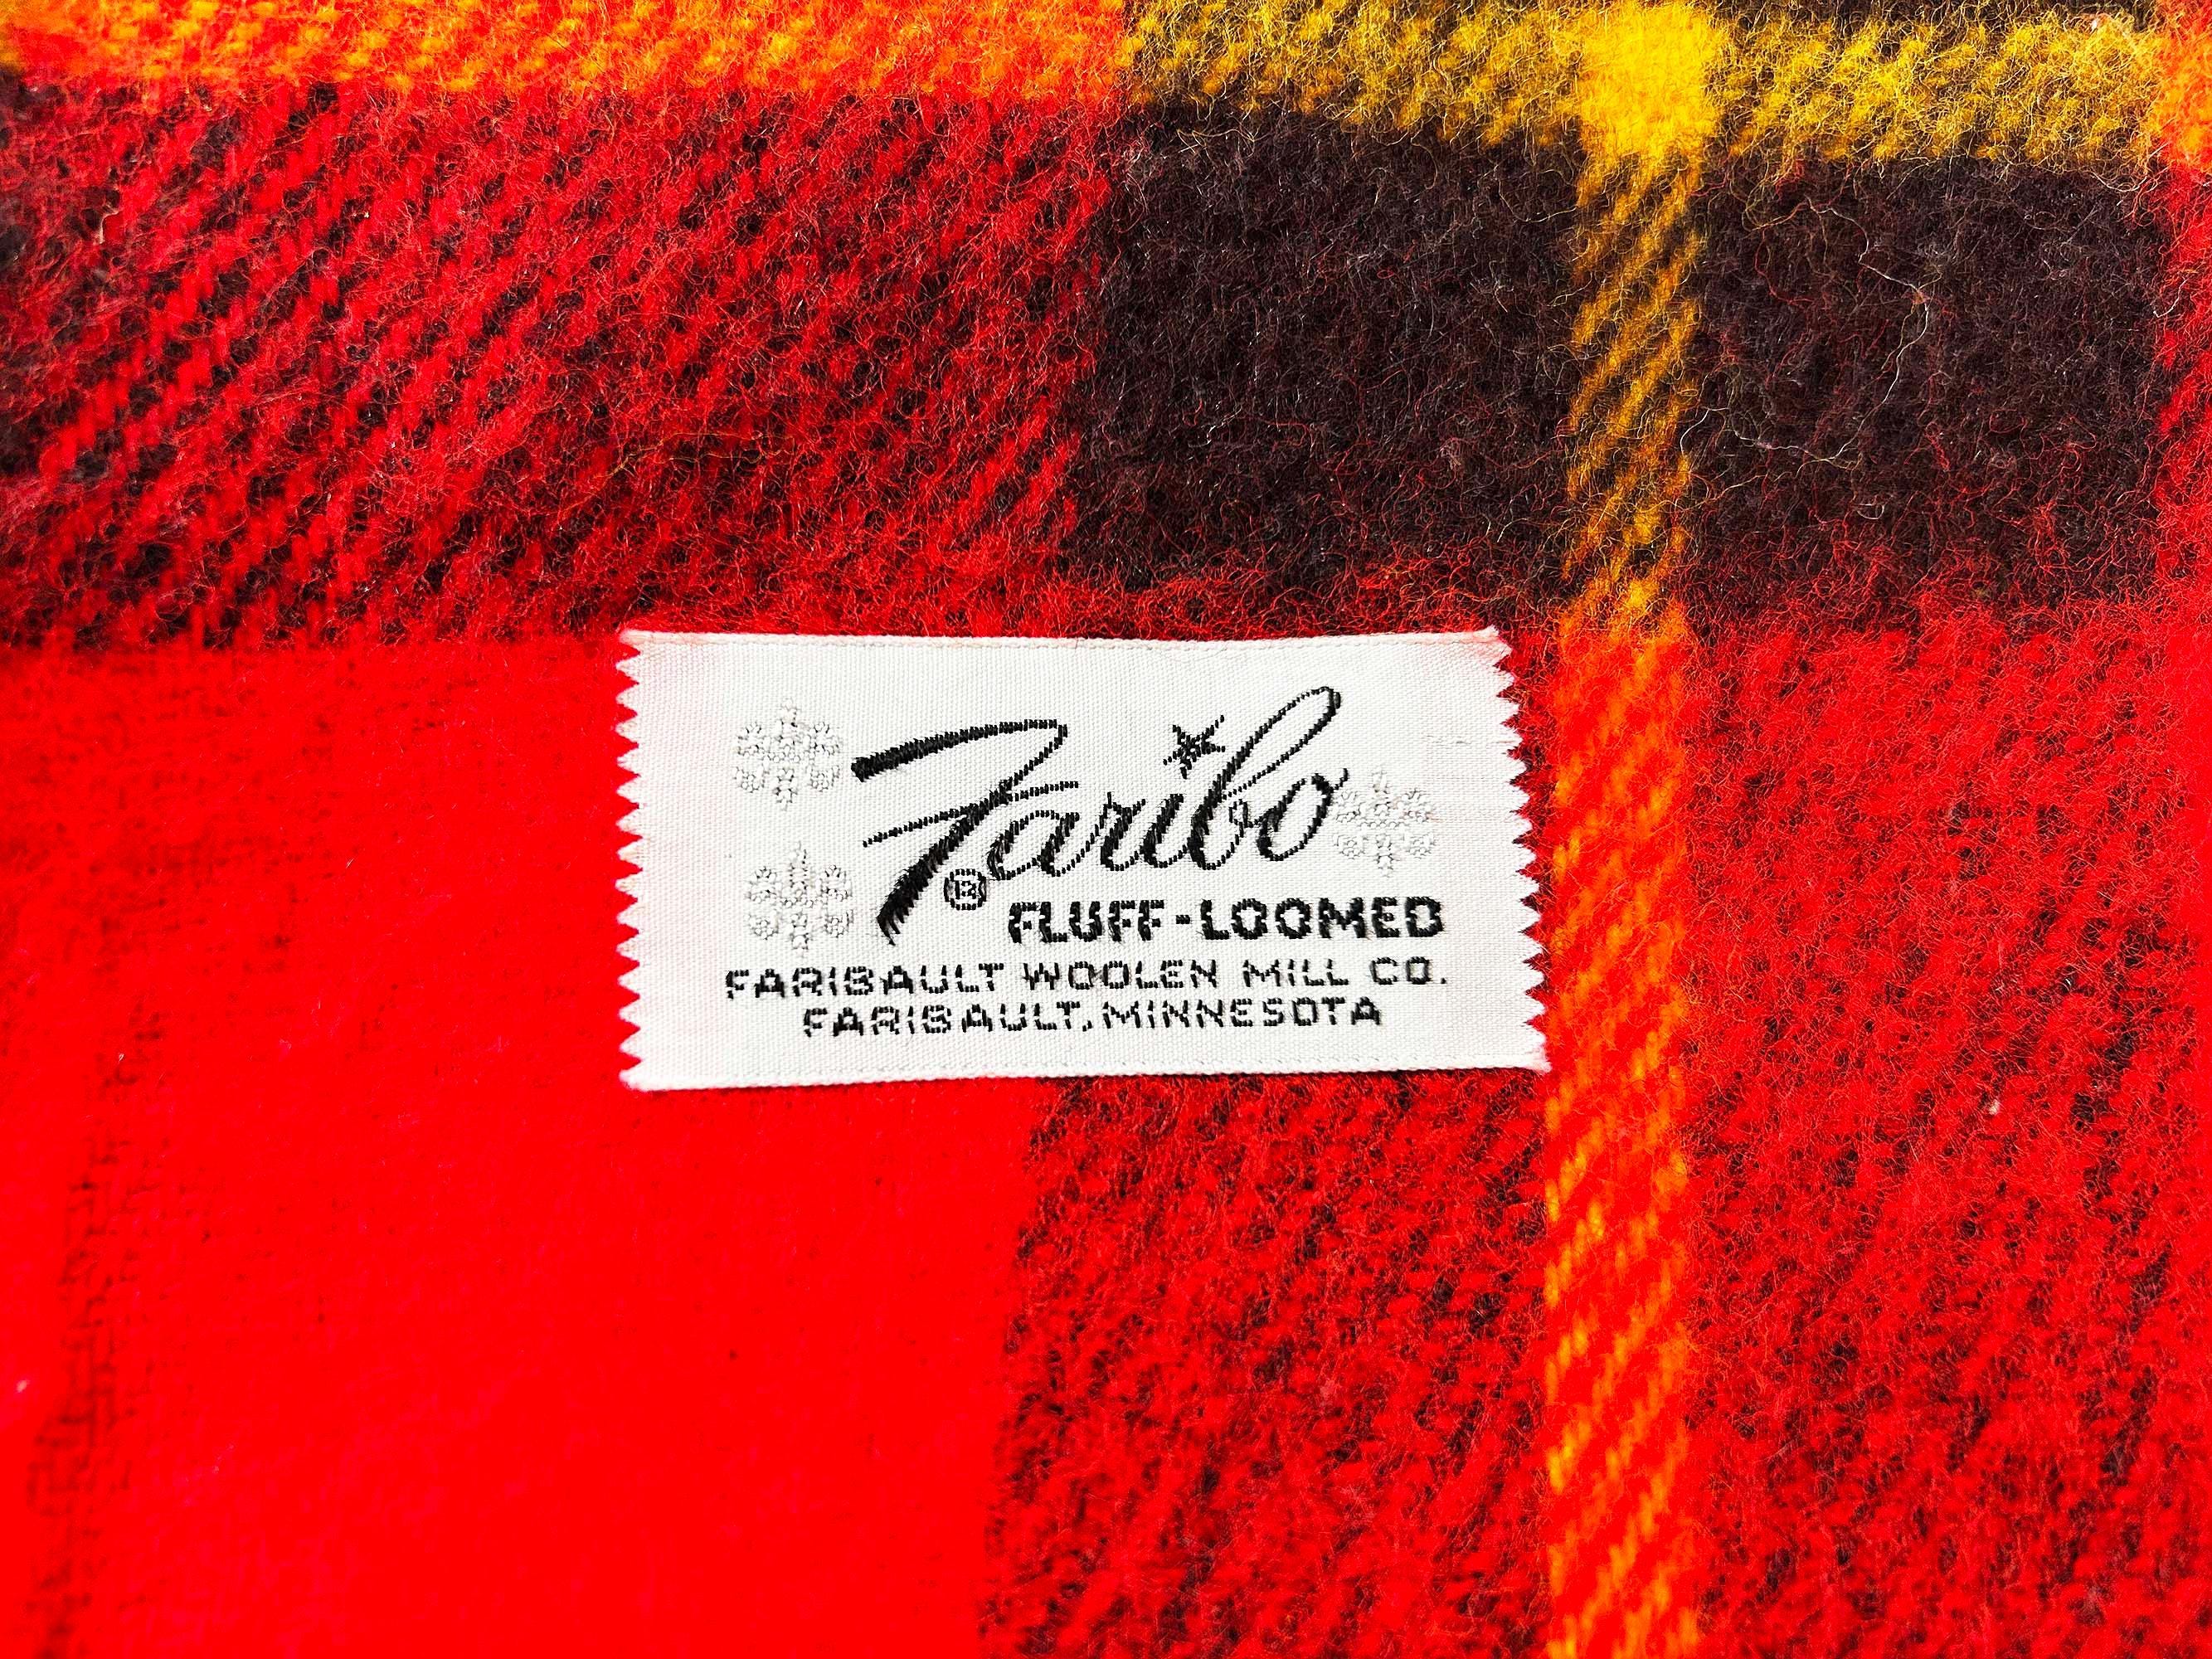 Faribo
®
FLUFF-LOOMED
FARIBAULT WOOLEN MILL CO.
FARIBAULT, MINNESOTA